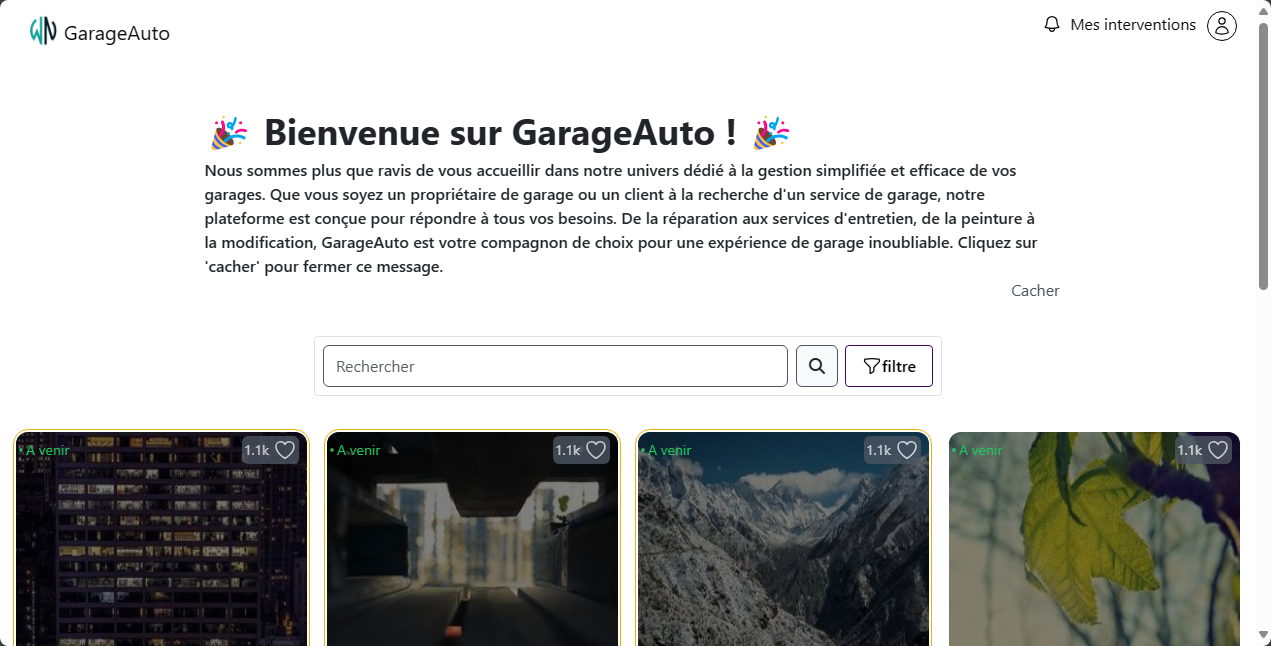 GarageAuto
Mes interventions
Bienvenue sur GarageAuto !
Nous sommes plus que ravis de vous accueillir dans notre univers dédié à la gestion simplifiée et efficace de vos
garages. Que vous soyez un propriétaire de garage ou un client à la recherche d'un service de garage, notre
plateforme est conçue pour répondre à tous vos besoins. De la réparation aux services d'entretien, de la peinture à
la modification, GarageAuto est votre compagnon de choix pour une expérience de garage inoubliable. Cliquez sur
'cacher' pour fermer ce message.
Cacher
Rechercher
filtre
• A venir 1.1k
• A venir 1.1k
• A venir 1.1k
• A venir 1.1k